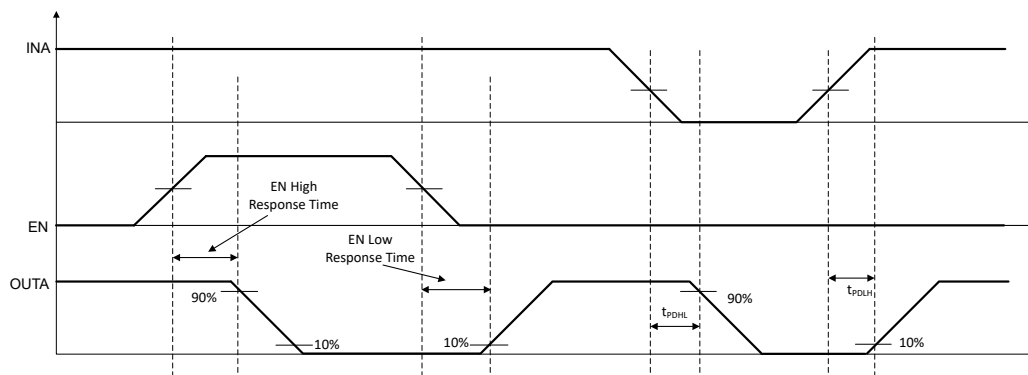 INA
EN High
Response Time
EN
EN Low
Response Time
OUTA
90%
10%
10%
tPDHL
90%
tPDLH
10%